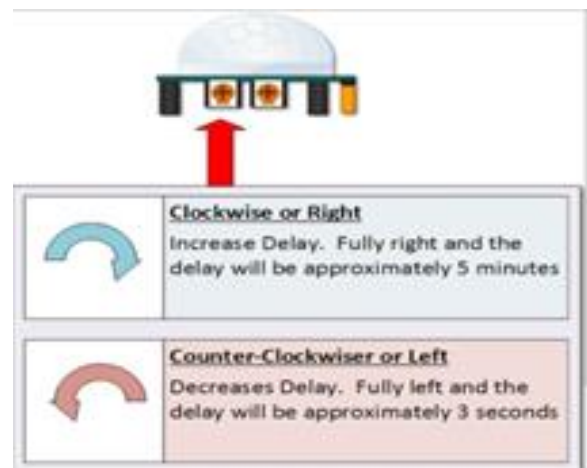 Clockwise or Right
Increase Delay. Fully right and the
delay will be approximately 5 minutes
Counter-Clockwiser or Left
Decreases Delay. Fully left and the
delay will be approximately 3 seconds